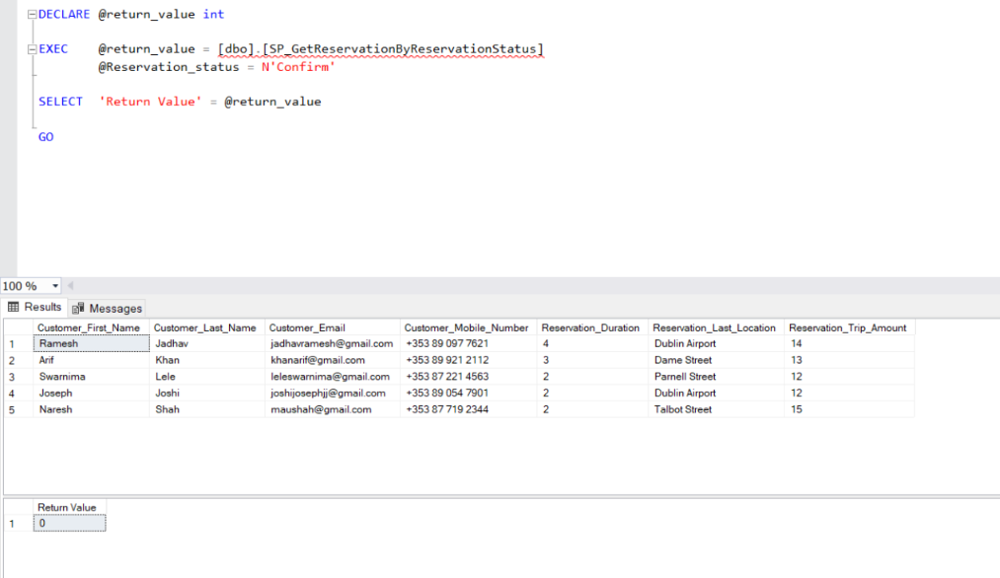 DECLARE @return_value int
EXEC @return_value = [dbo].[SP_GetReservationByReservationStatus]
@Reservation_status = N'Confirm'
SELECT 'Return Value' = @return_value
GO
100 %
Results Messages
Customer_First_Name Customer_Last_Name Customer_Email Customer_Mobile_Number Reservation_Duration Reservation_Last_Location Reservation_Trip_Amount
1 Ramesh Jadhav jadhavramesh@gmail.com +353 89 097 7621 4 Dublin Airport 14
2 Arif Khan khanarif@gmail.com +353 89 921 2112 3 Dame Street 13
3 Swarnima Lele leleswarnima@gmail.com +353 87 221 4563 2 Parnell Street 12
4 Joseph Joshi joshijosephjj@gmail.com +353 89 054 7901 2 Dublin Airport 12
5 Naresh Shah maushah@gmail.com +353 87 719 2344 2 Talbot Street 15
Return Value
1 0